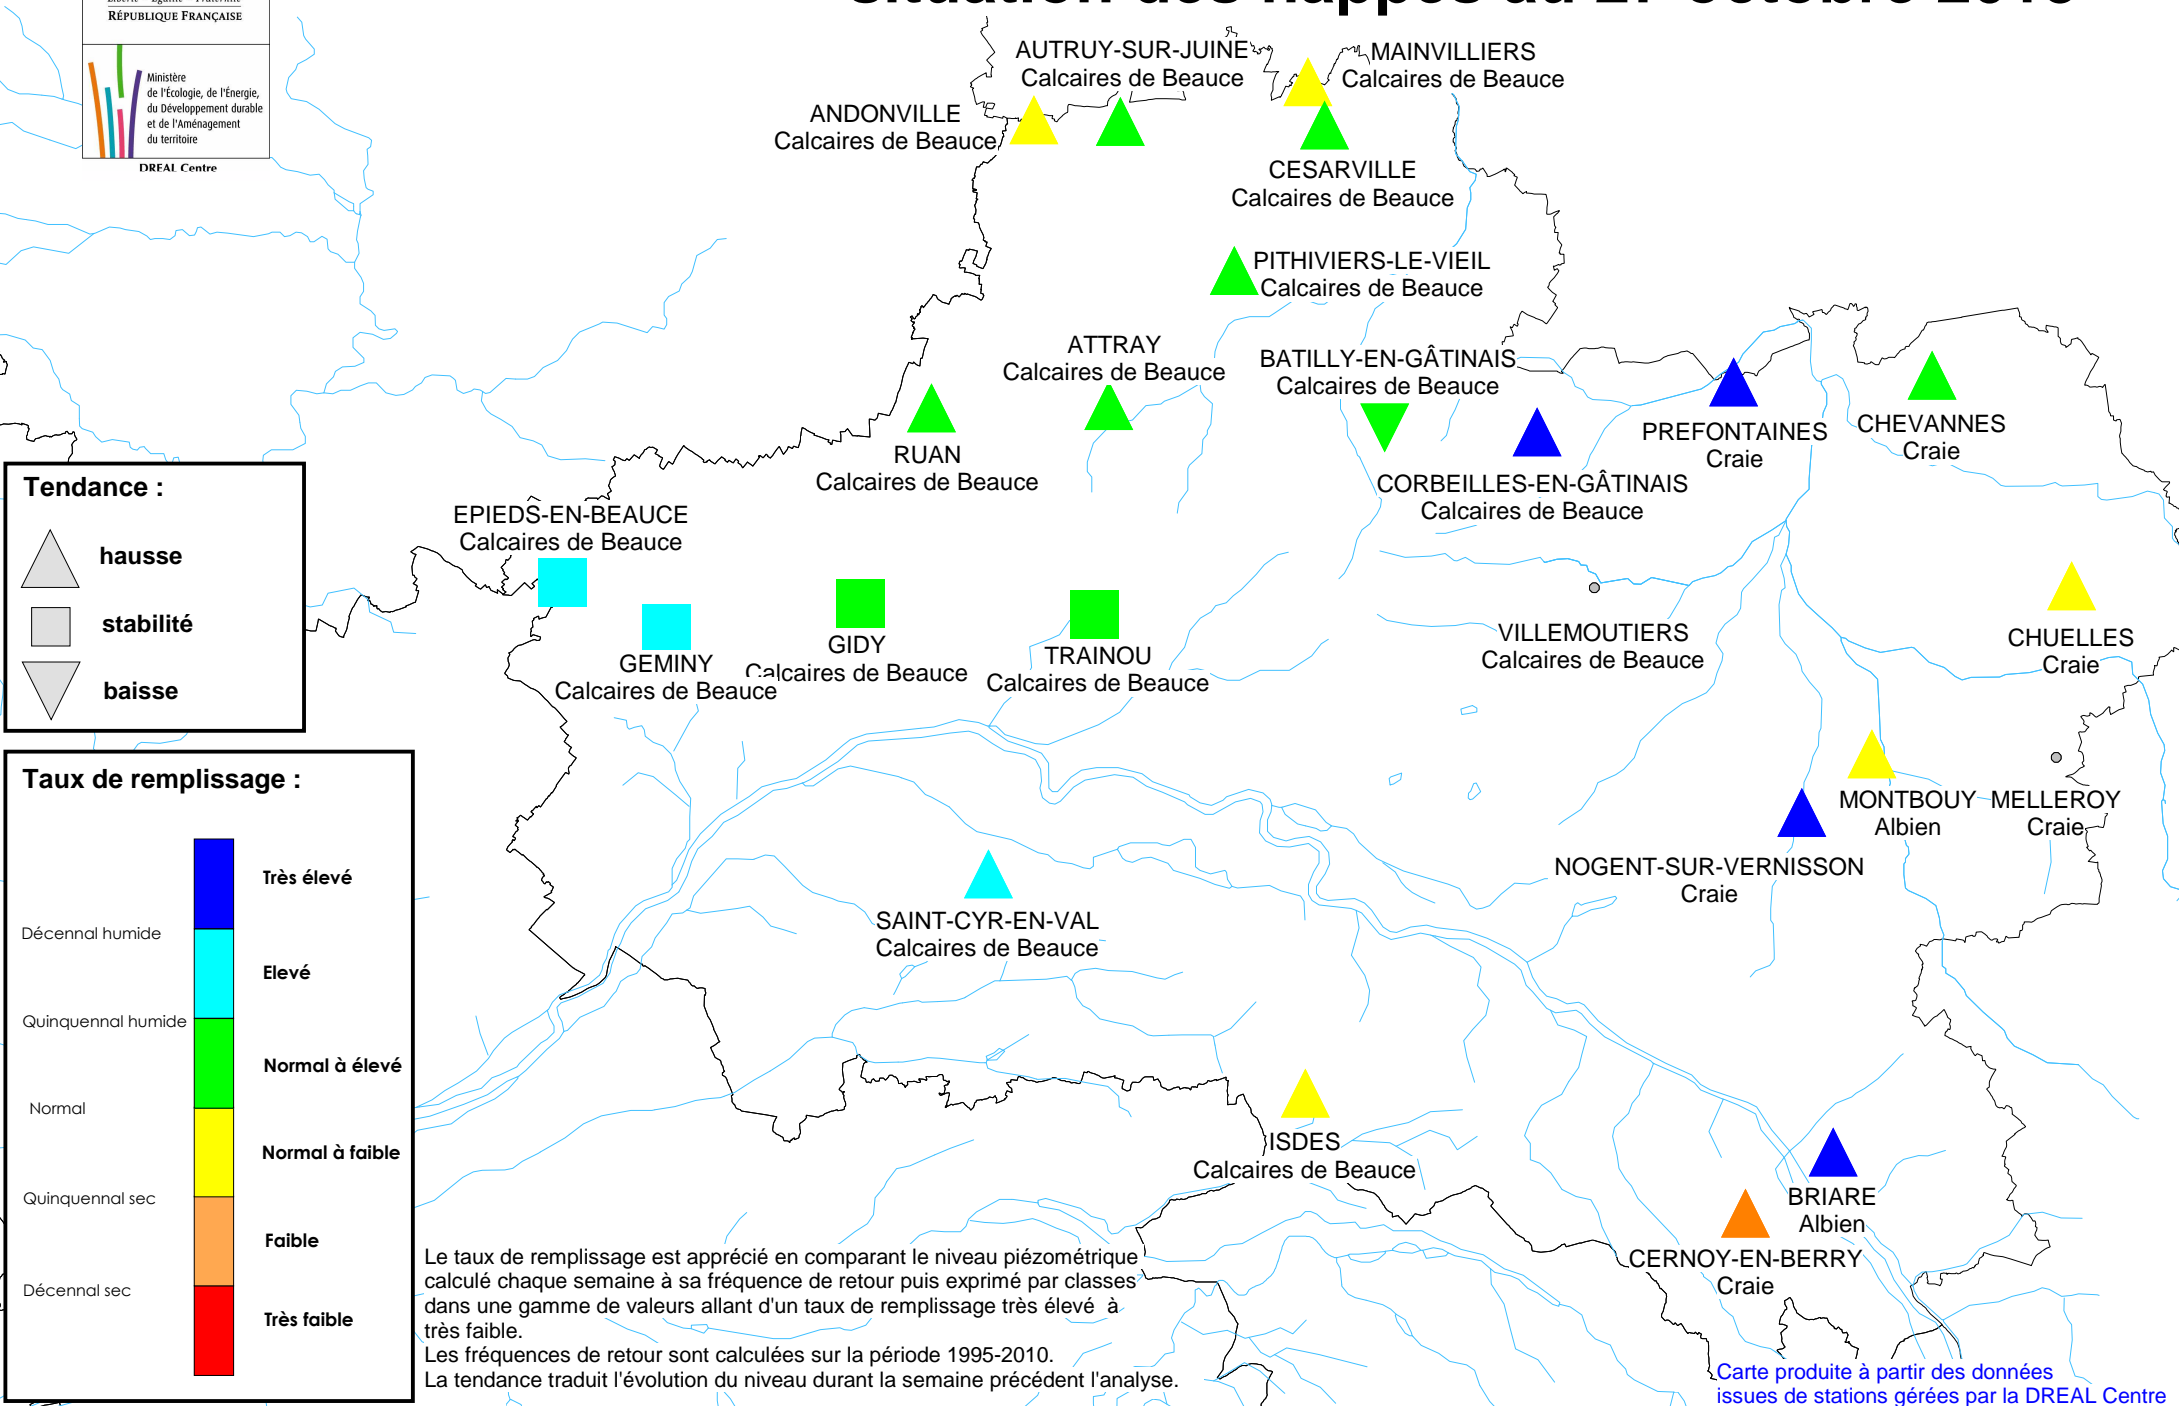 RÉPUBLIQUE FRANÇAISE
Ministère
de l'Écologie, de l'Énergie,
du Développement durable
et de l'Aménagement
du territoire
DREAL Centre
AUTRUY-SUR-JUINE
Calcaires de Beauce
MAINVILLIERS
Calcaires de Beauce
ANDONVILLE
Calcaires de Beauce
CESARVILLE
Calcaires de Beauce
PITHIVIERS-LE-VIEIL
Calcaires de Beauce
ATTRAY
Calcaires de Beauce
BATILLY-EN-GÂTINAIS
Calcaires de Beauce
RUAN
Calcaires de Beauce
PREFONTAINES
Craie
CHEVANNES
Craie
CORBEILLES-EN-GÂTINAIS
Calcaires de Beauce
EPIEDS-EN-BEAUCE
Calcaires de Beauce
Tendance :
hausse
stabilité
baisse
GEMINY
Calcaires de Beauce
GIDY
Calcaires de Beauce
TRAINOU
Calcaires de Beauce
VILLEMOUTIERS
Calcaires de Beauce
CHUELLES
Craie
MONTBOUY
Albien
MELLEROY
Craie
NOGENT-SUR-VERNISSON
Craie
SAINT-CYR-EN-VAL
Calcaires de Beauce
Taux de remplissage :
Très élevé
Décennal humide
Elevé
Quinquennal humide
Normal à élevé
Normal
Normal à faible
Quinquennal sec
Faible
Décennal sec
Très faible
ISDES
Calcaires de Beauce
BRIARE
Albien
CERNOY-EN-BERRY
Craie
Le taux de remplissage est apprécié en comparant le niveau piézométrique
calculé chaque semaine à sa fréquence de retour puis exprimé par classes
dans une gamme de valeurs allant d'un taux de remplissage très élevé à
très faible.
Les fréquences de retour sont calculées sur la période 1995-2010.
La tendance traduit l'évolution du niveau durant la semaine précédent l'analyse.
Carte produite à partir des données
issues de stations gérées par la DREAL Centre